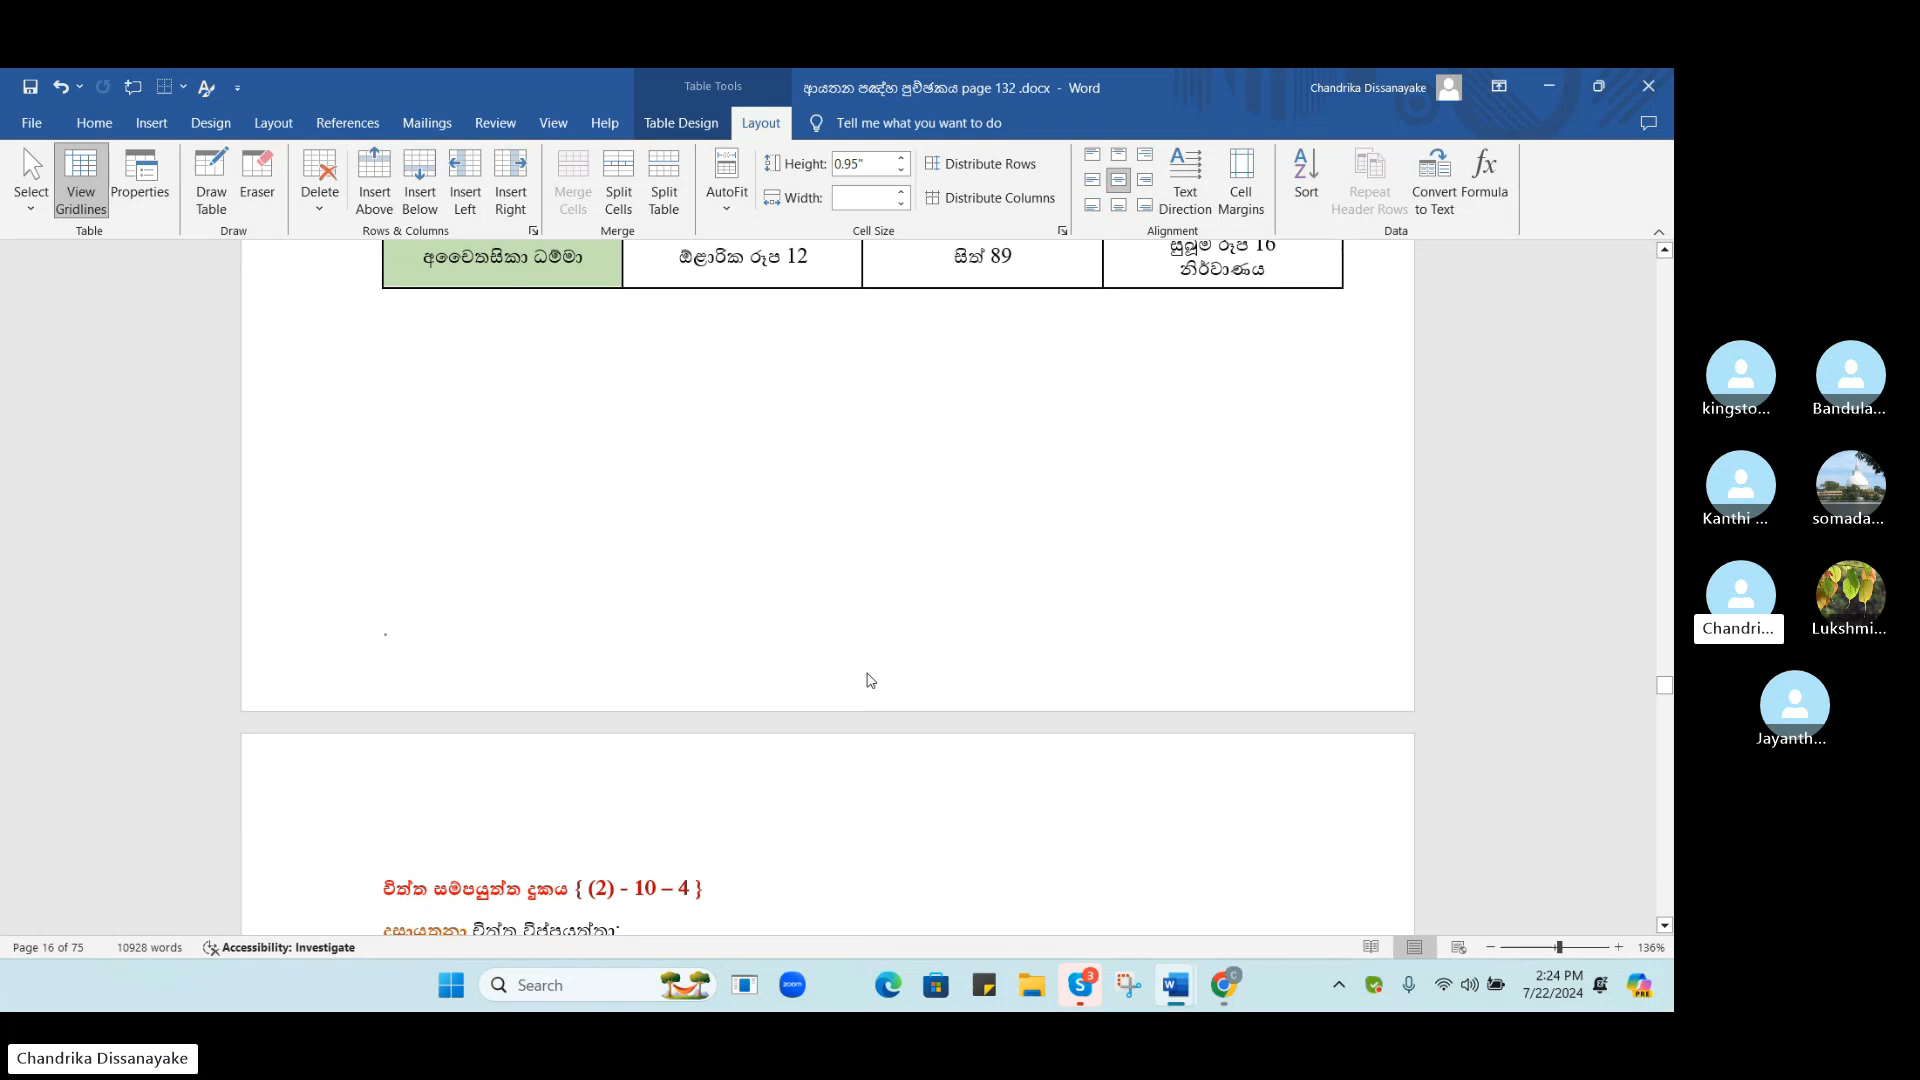 Table Tools
ආයතන පඤ්හ පුච්ඡකය page 132 .docx - Word
Chandrika Dissanayake
File Home Insert Design Layout References Mailings Review View Help Table Design Layout Tell me what you want to do
Select
View Gridlines
Properties
Table
Draw Table
Eraser
Draw
Delete
Insert Above
Insert Below
Insert Left
Insert Right
Rows & Columns
Merge Cells
Split Cells
Split Table
Merge
AutoFit
Height: 0.95"
Width:
Distribute Rows
Distribute Columns
Cell Size
Text Direction
Cell Margins
Alignment
Sort
Repeat Header Rows
Convert to Text
Formula
Data
අචෛතසිකා ධම්මා
ඕළාරික රූප 12
සිත් 89
සුඛුම රූප 16
නිර්වාණය
.
චිත්ත සම්පයුත්ත දුකය { (2) - 10 – 4 }
දසායතනා චිත්ත විප්පයුත්තා:
Page 16 of 75 10928 words Accessibility: Investigate 136%
Search
zoom
3
C
2:24 PM
7/22/2024
PRE
kingsto...
Bandula...
Kanthi ...
somada...
Chandri...
Lukshmi...
Jayanth...
Chandrika Dissanayake